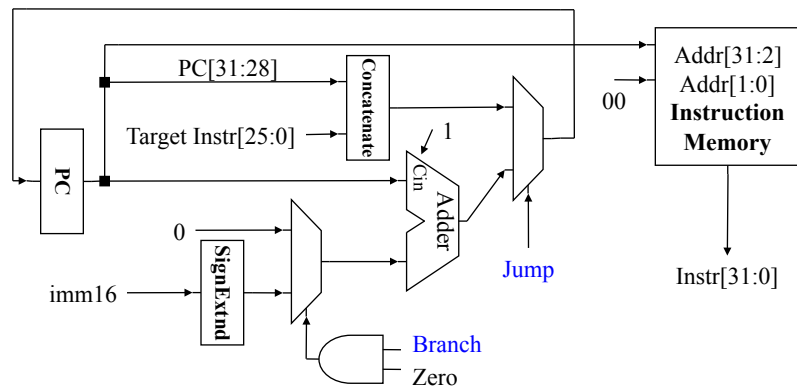 PC[31:28]
Concatenate
Addr[31:2]
Addr[1:0]
00
Instruction
Memory
Target Instr[25:0]
1
PC
Cin
Adder
0
SignExtnd
imm16
Jump
Instr[31:0]
Branch
Zero